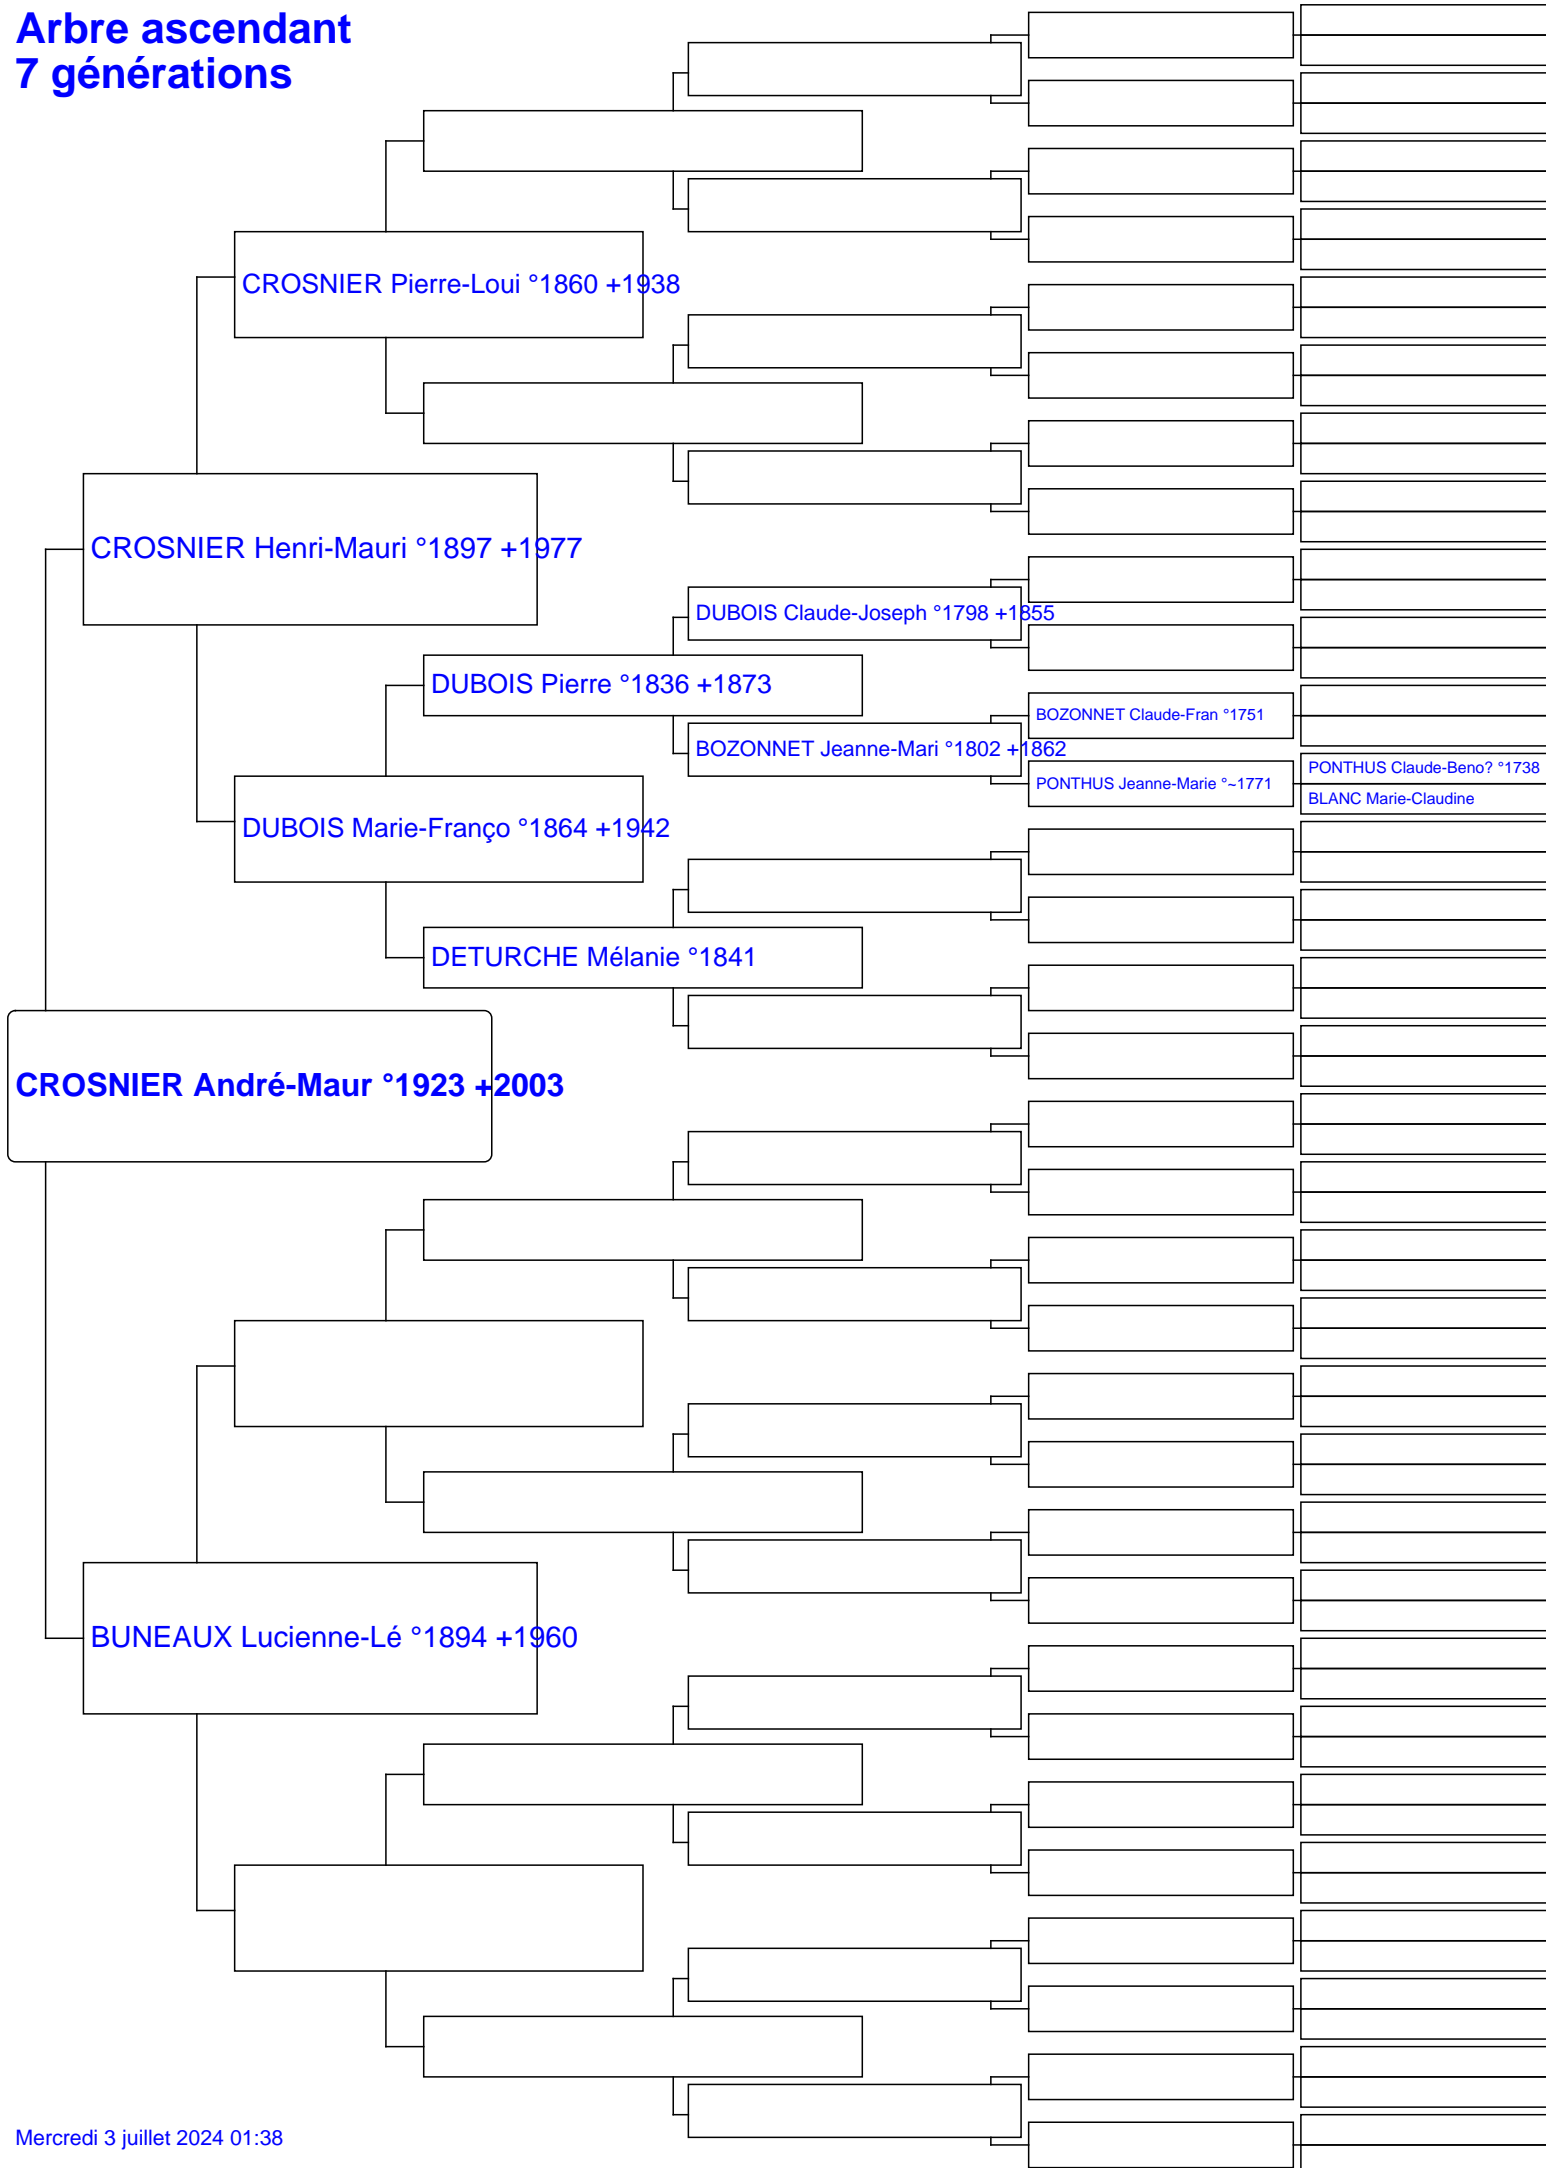 Arbre ascendant
7 générations
CROSNIER Pierre-Loui °1860 +1938
CROSNIER Henri-Mauri °1897 +1977
DUBOIS Claude-Joseph °1798 +1855
DUBOIS Pierre °1836 +1873
BOZONNET Claude-Fran °1751
BOZONNET Jeanne-Mari °1802 +1862
PONTHUS Claude-Beno? °1738
PONTHUS Jeanne-Marie °~1771
BLANC Marie-Claudine
DUBOIS Marie-Franço °1864 +1942
DETURCHE Mélanie °1841
CROSNIER André-Maur °1923 +2003
BUNEAUX Lucienne-Lé °1894 +1960
Mercredi 3 juillet 2024 01:38